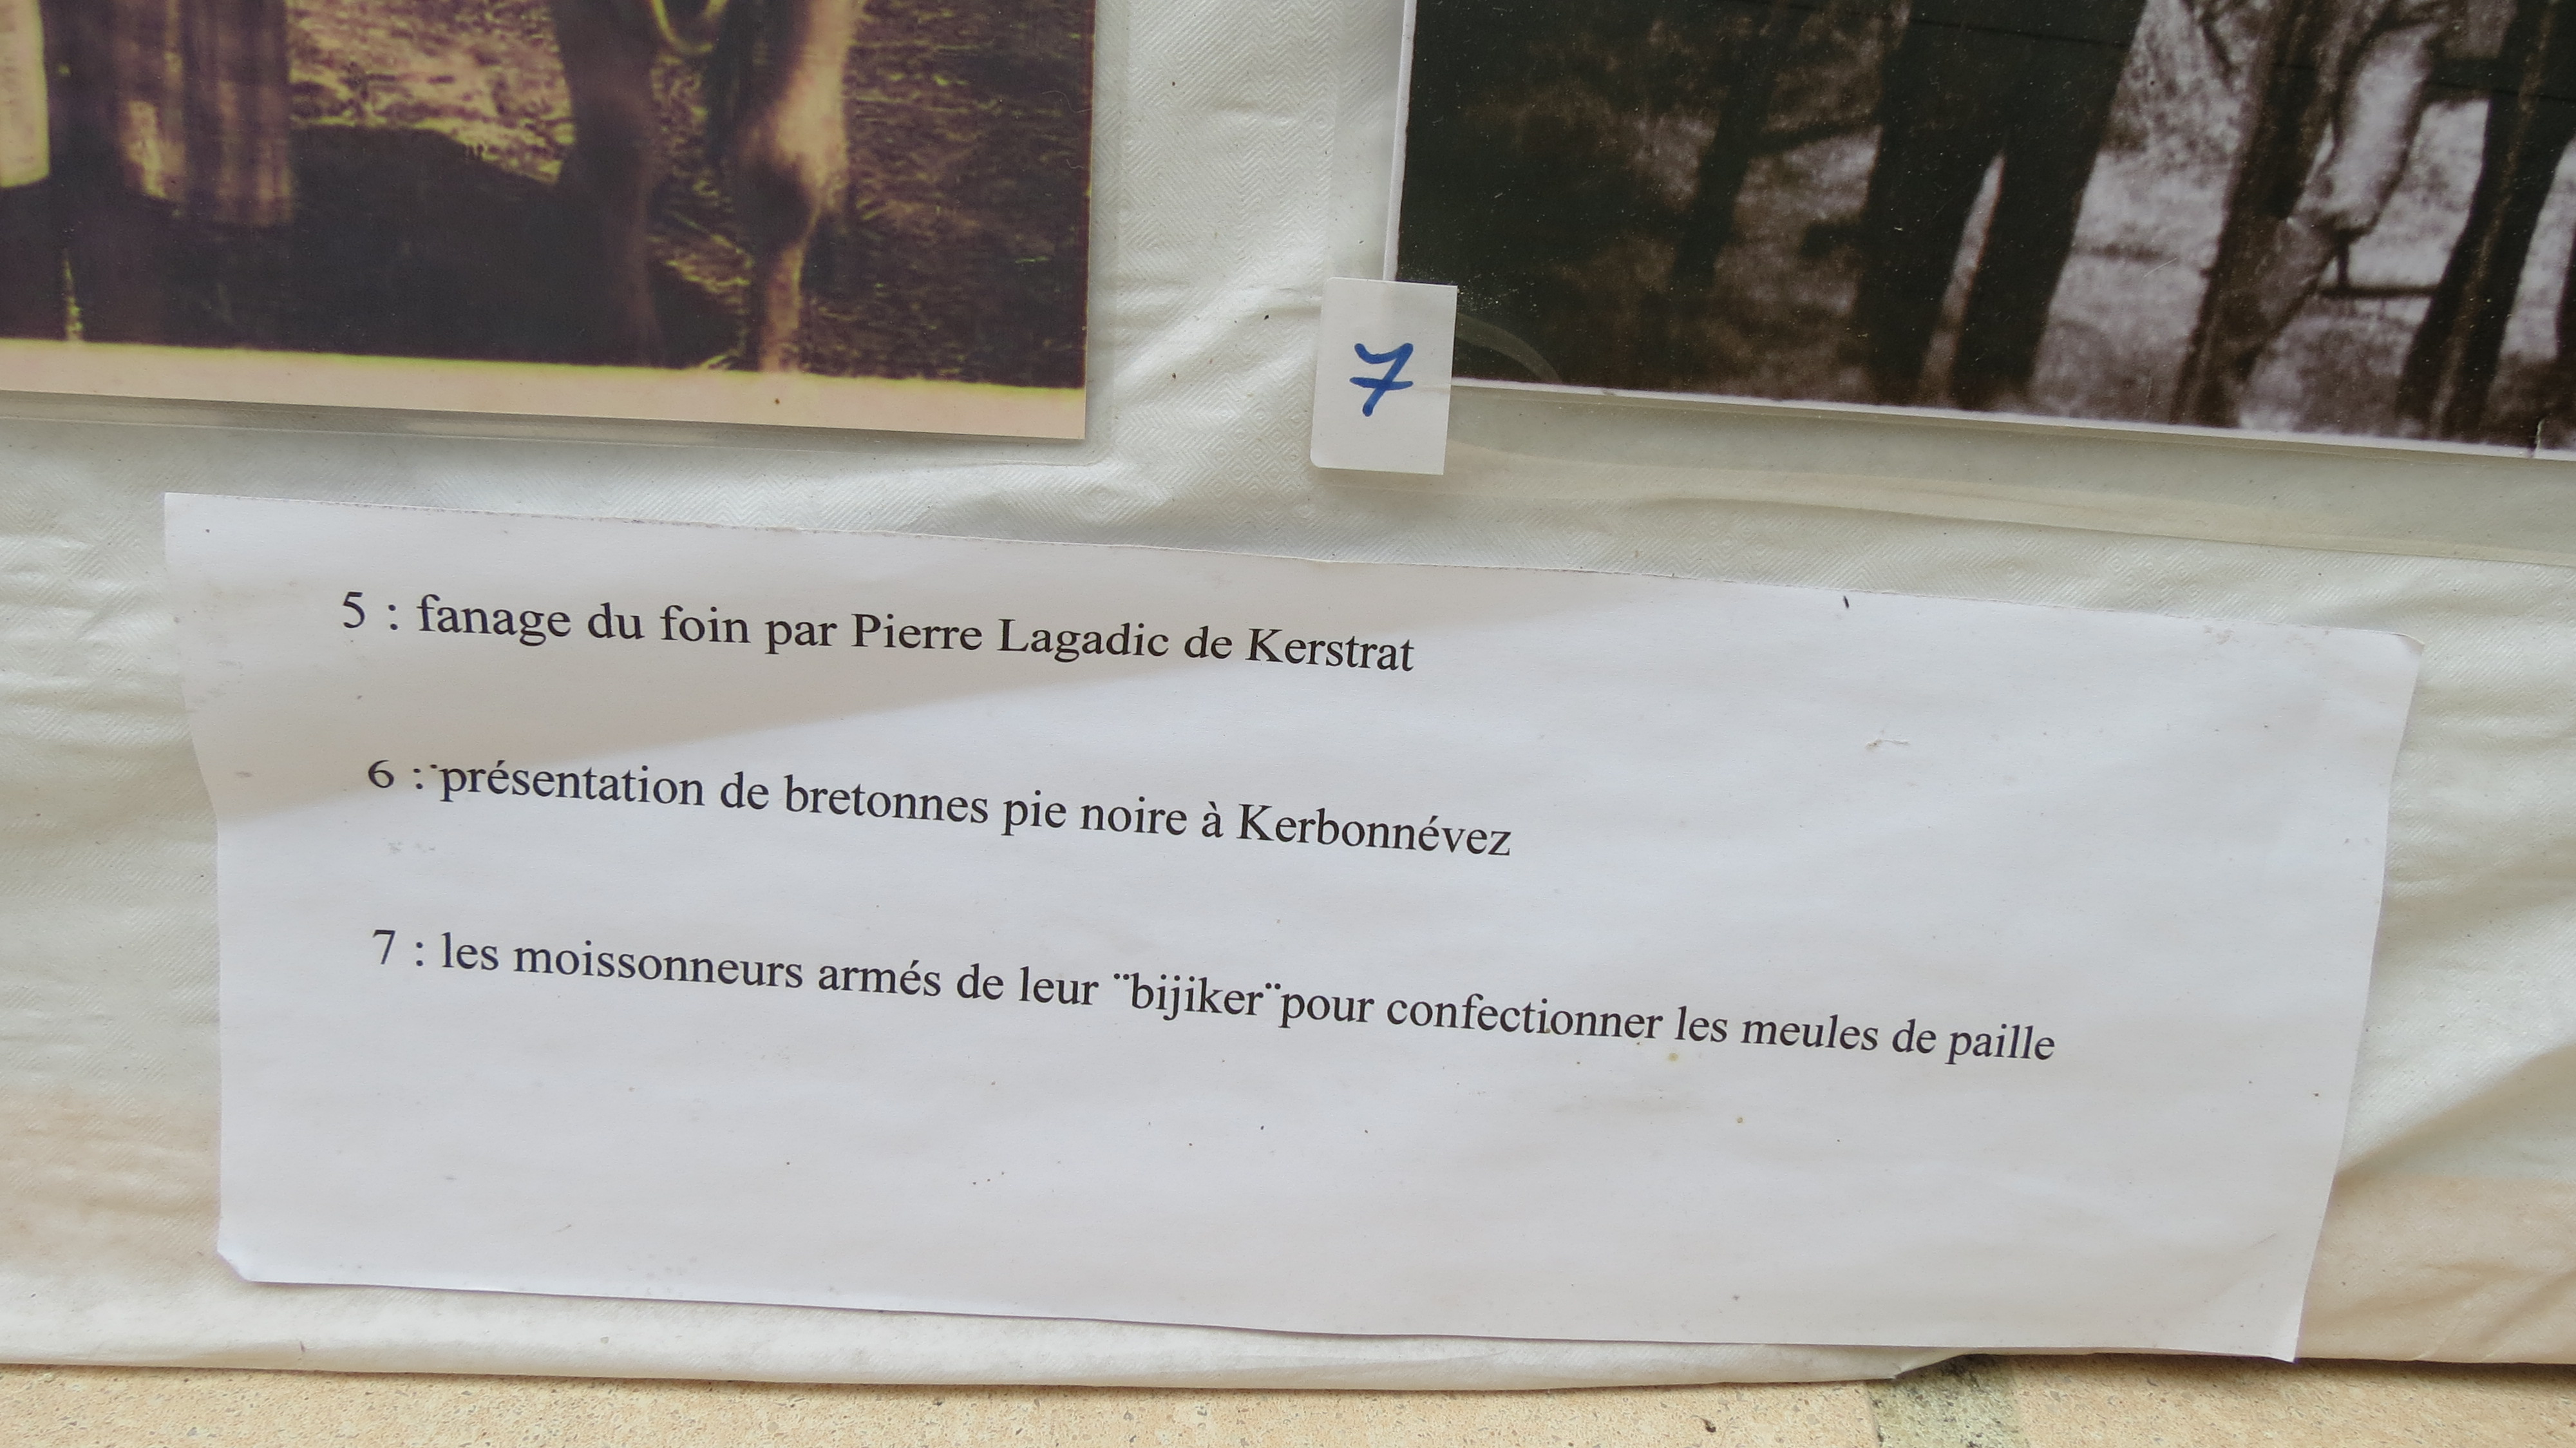 7
5 : fanage du foin par Pierre Lagadic de Kerstrat
6 : présentation de bretonnes pie noire à Kerbonnévez
7 : les moissonneurs armés de leur ¨bijiker¨pour confectionner les meules de paille